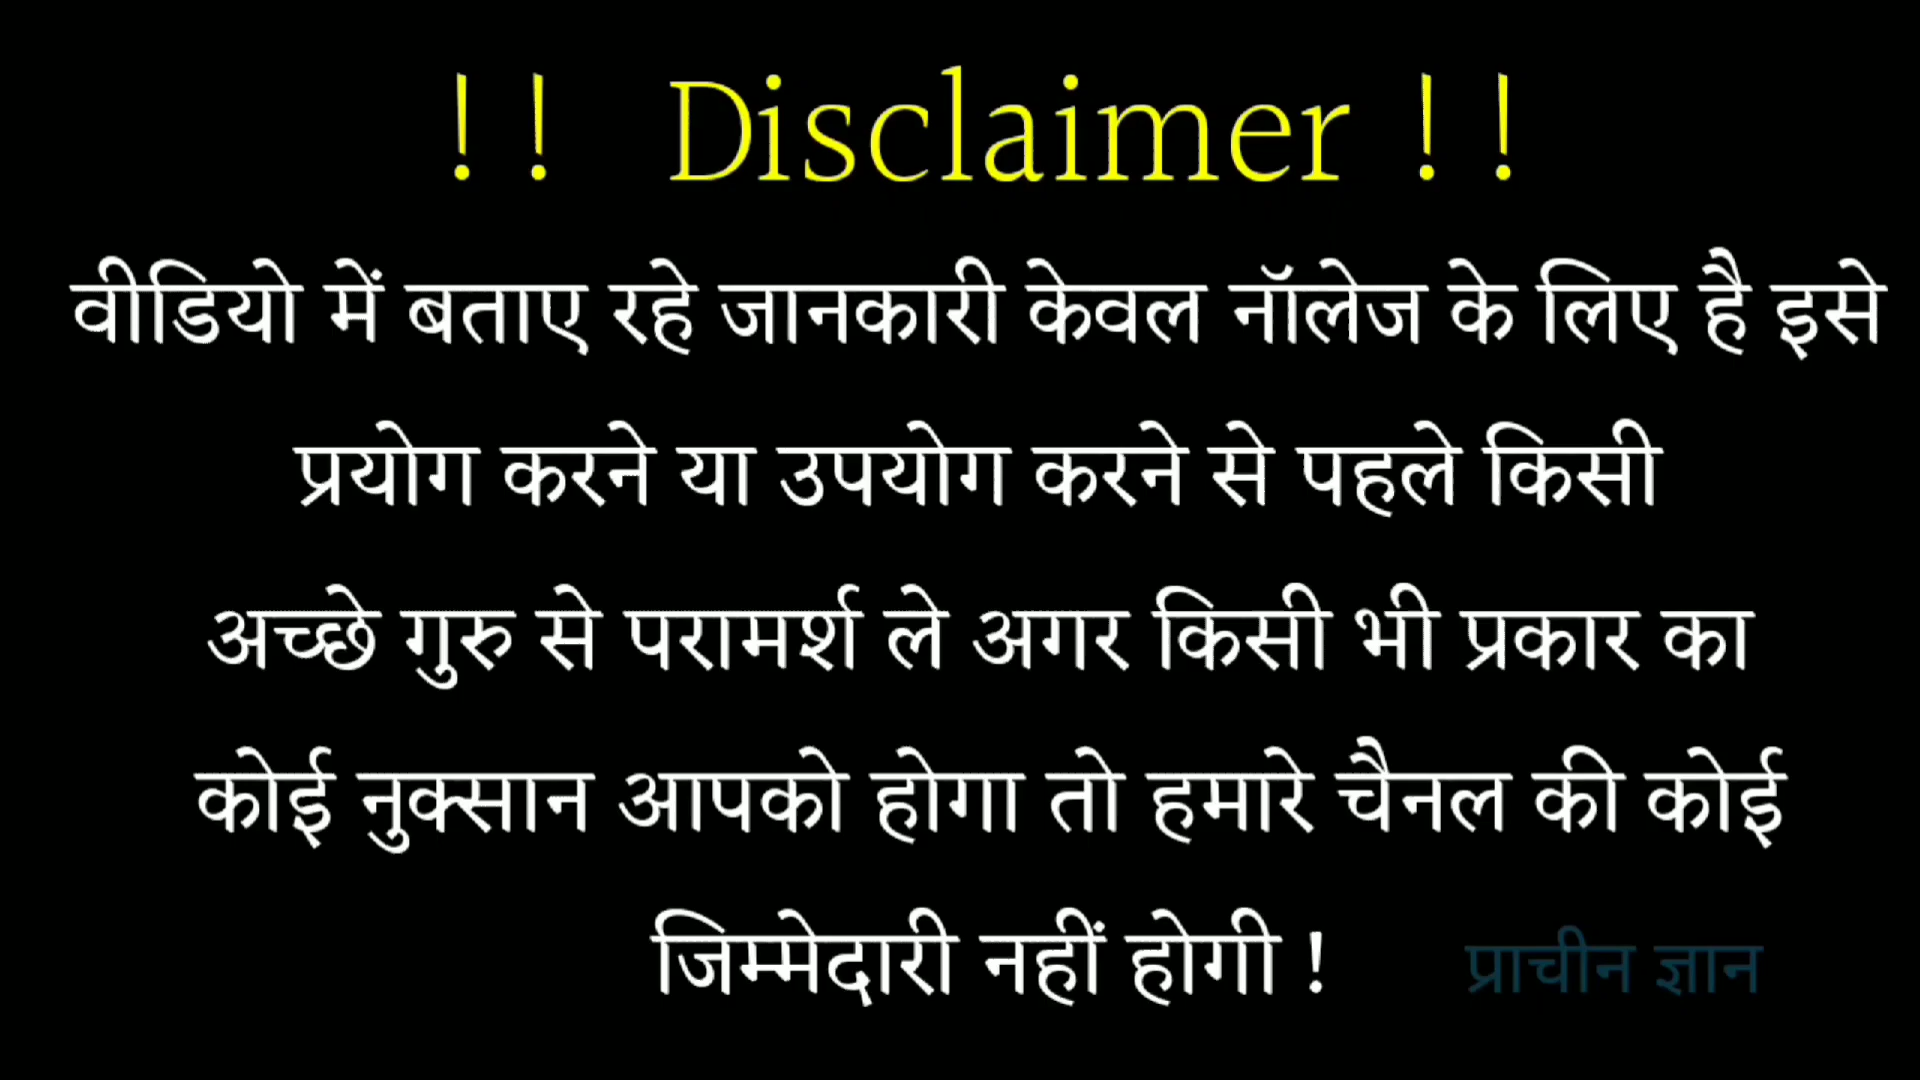 !! Disclaimer !!
वीडियो में बताए रहे जानकारी केवल नॉलेज के लिए है इसे
प्रयोग करने या उपयोग करने से पहले किसी
अच्छे गुरु से परामर्श ले अगर किसी भी प्रकार का
कोई नुक्सान आपको होगा तो हमारे चैनल की कोई
जिम्मेदारी नहीं होगी !
प्राचीन ज्ञान